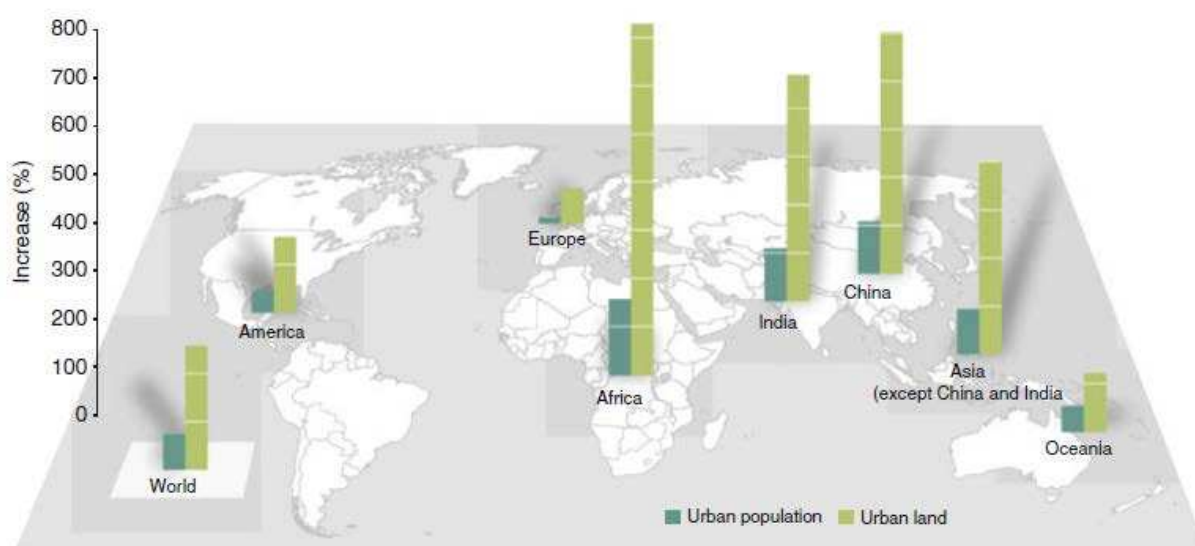 800
700
600
500
400
300
200
100
0
Increase (%)
Europe
America
World
Africa
India
China
Asia
(except China and India
Oceania
Urban population
Urban land